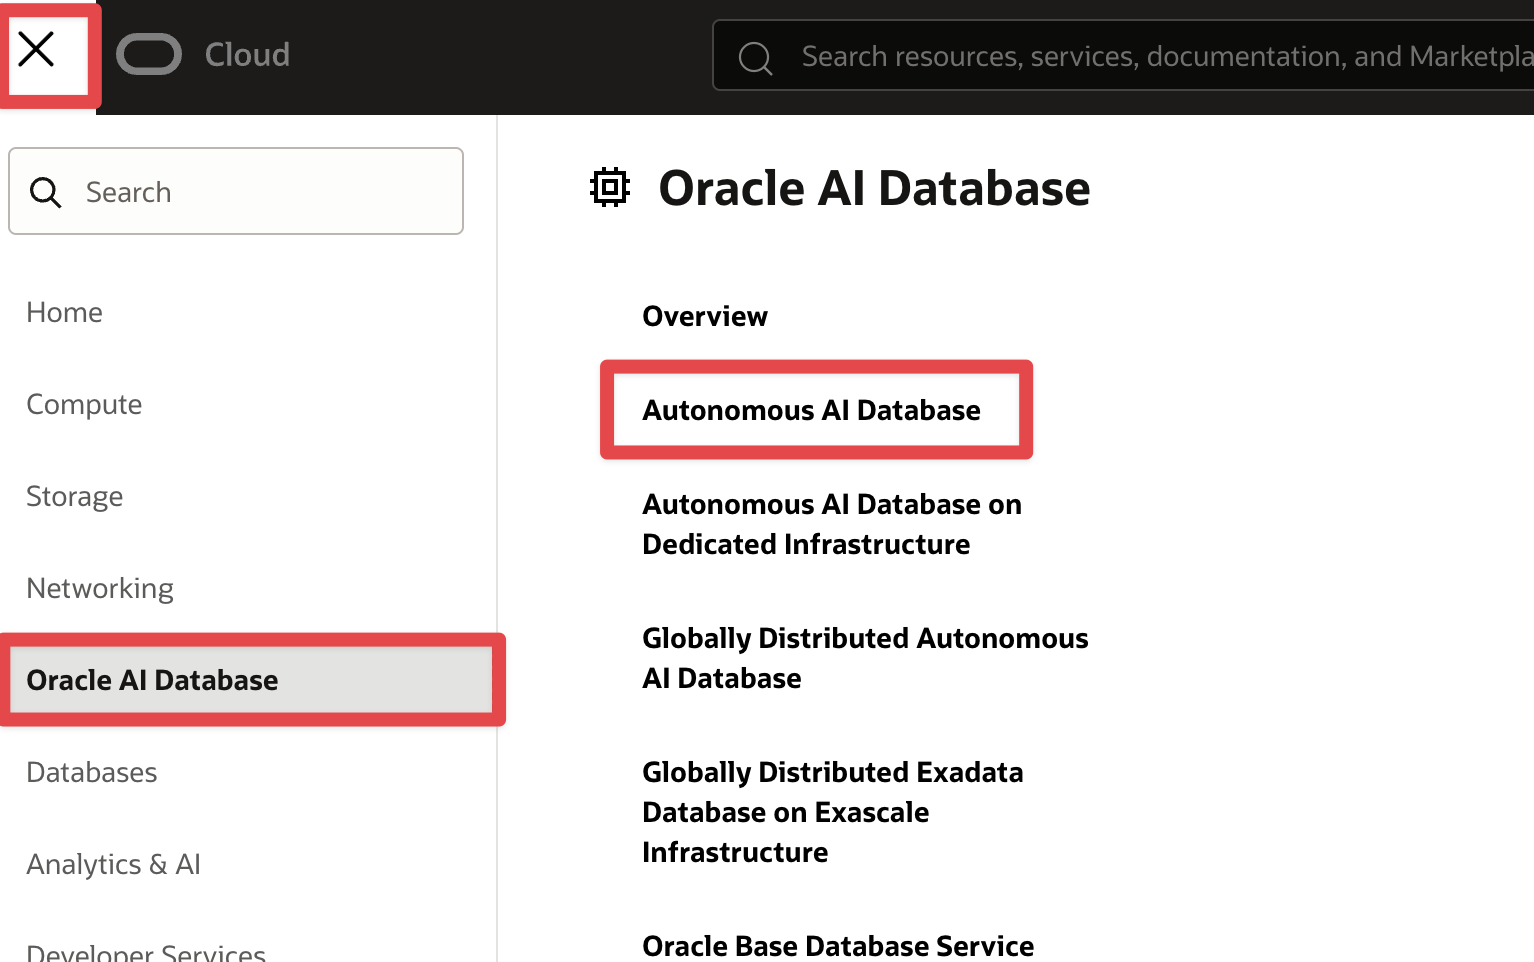 Cloud
Search resources, services, documentation, and Marketpla
Search
Home
Compute
Storage
Networking
Oracle AI Database
Databases
Analytics & AI
Developer Services
Oracle AI Database
Overview
Autonomous AI Database
Autonomous AI Database on
Dedicated Infrastructure
Globally Distributed Autonomous
AI Database
Globally Distributed Exadata
Database on Exascale
Infrastructure
Oracle Base Database Service